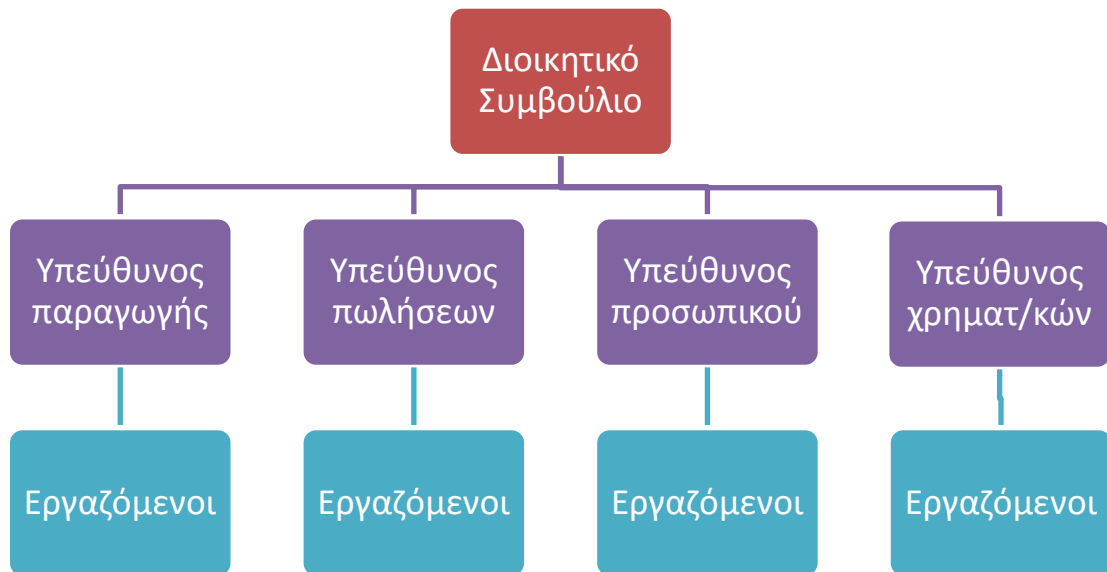 Διοικητικό
Συμβούλιο
Υπεύθυνος
παραγωγής
Υπεύθυνος
πωλήσεων
Υπεύθυνος
προσωπικού
Υπεύθυνος
χρηματ/κών
Εργαζόμενοι
Εργαζόμενοι
Εργαζόμενοι
Εργαζόμενοι